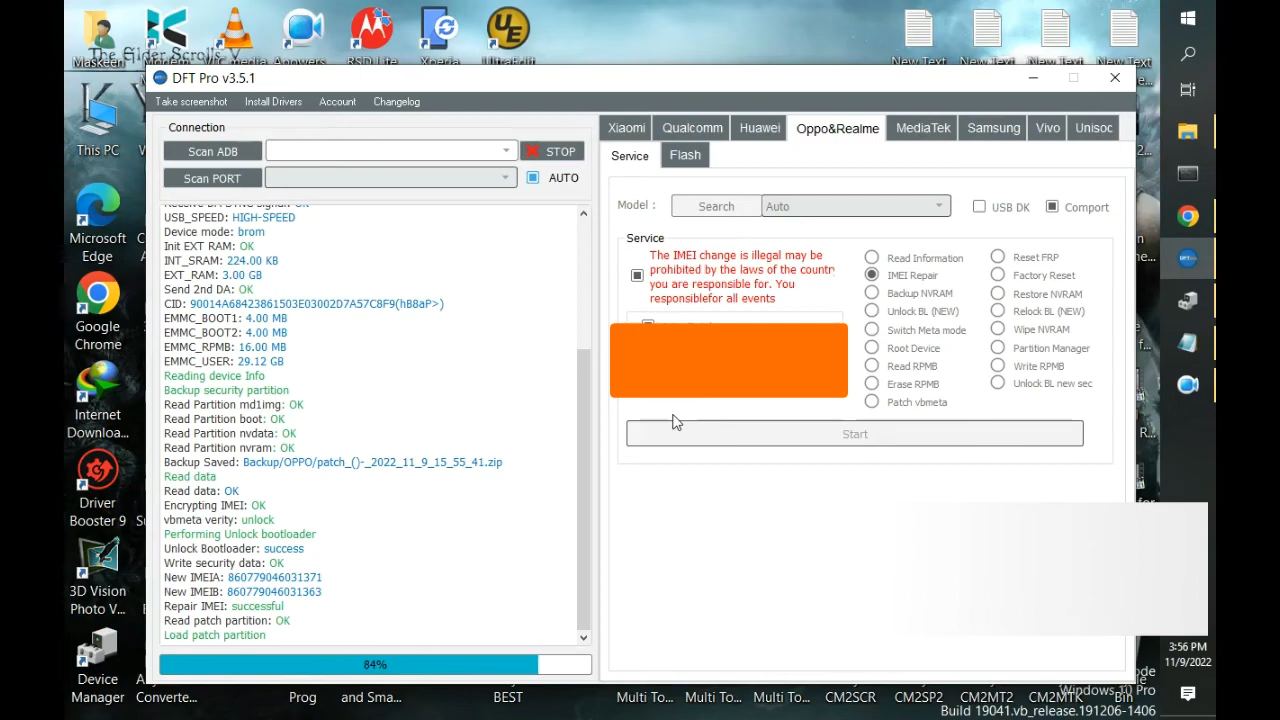 The Elder Scrolls V
Maskeen
RSD Lite
Xperia
UltraEdit
New Text
New Text
New Text
New Text
This PC
Microsoft
Edge
Google
Chrome
Internet
Downloa...
Driver
Booster 9
3D Vision
Photo V...
Device
Manager
DFT Pro v3.5.1
Take screenshot
Install Drivers
Account
Changelog
Connection
Scan ADB
STOP
Scan PORT
AUTO
USB_SPEED: HIGH-SPEED
Device mode: brom
Init EXT RAM: OK
INT_SRAM: 224.00 KB
EXT_RAM: 3.00 GB
Send 2nd DA: OK
CID: 90014A68423861503E03002D7A57C8F9(hB8aP>)
EMMC_BOOT1: 4.00 MB
EMMC_BOOT2: 4.00 MB
EMMC_RPMB: 16.00 MB
EMMC_USER: 29.12 GB
Reading device Info
Backup security partition
Read Partition md1img: OK
Read Partition boot: OK
Read Partition nvdata: OK
Read Partition nvram: OK
Backup Saved: Backup/OPPO/patch_()-_2022_11_9_15_55_41.zip
Read data
Read data: OK
Encrypting IMEI: OK
vbmeta verity: unlock
Performing Unlock bootloader
Unlock Bootloader: success
Write security data: OK
New IMEIA: 860779046031371
New IMEIB: 860779046031363
Repair IMEI: successful
Read patch partition: OK
Load patch partition
84%
Xiaomi
Qualcomm
Huawei
Oppo&Realme
MediaTek
Samsung
Vivo
Unisoc
Service
Flash
Model :
Search
Auto
USB DK
Comport
Service
The IMEI change is illegal may be
prohibited by the laws of the country
you are responsible for. You
responsiblefor all events
Read Information
IMEI Repair
Backup NVRAM
Unlock BL (NEW)
Switch Meta mode
Root Device
Read RPMB
Erase RPMB
Patch vbmeta
Reset FRP
Factory Reset
Restore NVRAM
Relock BL (NEW)
Wipe NVRAM
Partition Manager
Write RPMB
Unlock BL new sec
Start
Converte...
Prog
and Sma...
BEST
Multi To...
Multi To...
Multi To...
CM2SCR
CM2SP2
CM2MT2
CM2MTK
Windows 10 Pro
Build 19041.vb_release.191206-1406
3:56 PM
11/9/2022